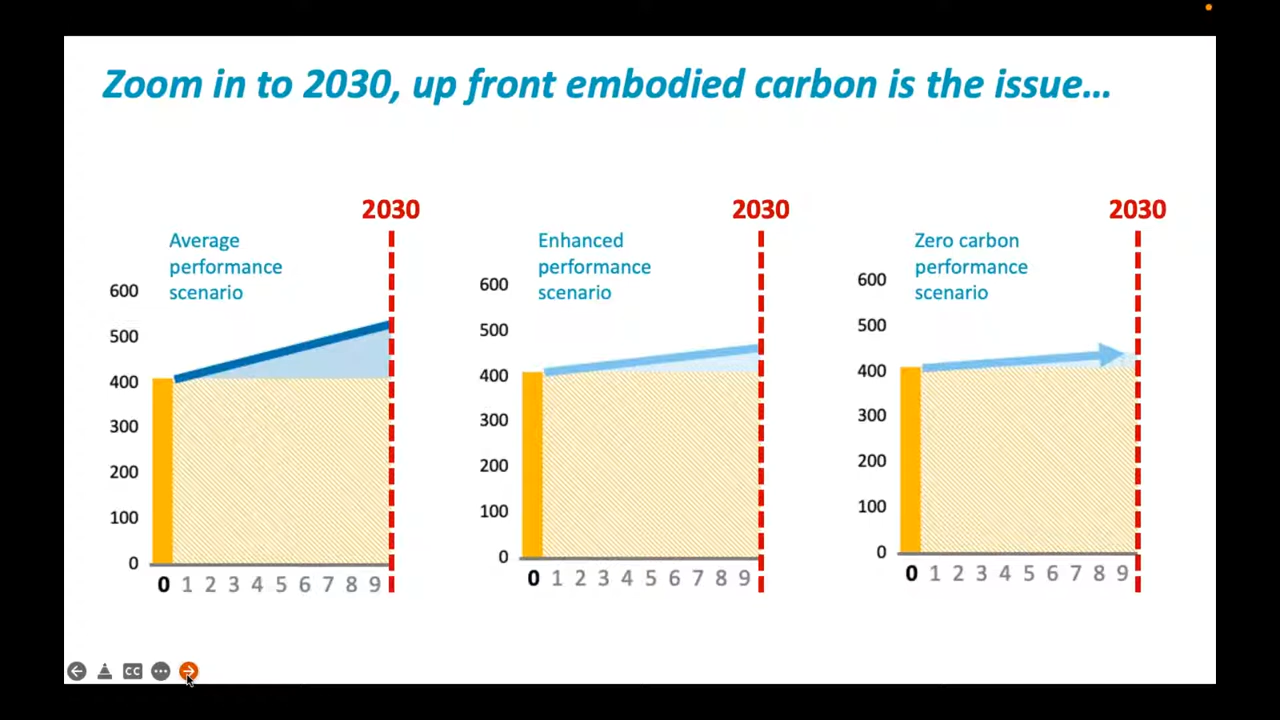 Zoom in to 2030, up front embodied carbon is the issue…
2030
Average
performance
scenario
600
500
400
300
200
100
0
0 1 2 3 4 5 6 7 8 9
2030
Enhanced
performance
scenario
600
500
400
300
200
100
0
0 1 2 3 4 5 6 7 8 9
2030
Zero carbon
performance
scenario
600
500
400
300
200
100
0
0 1 2 3 4 5 6 7 8 9
CC